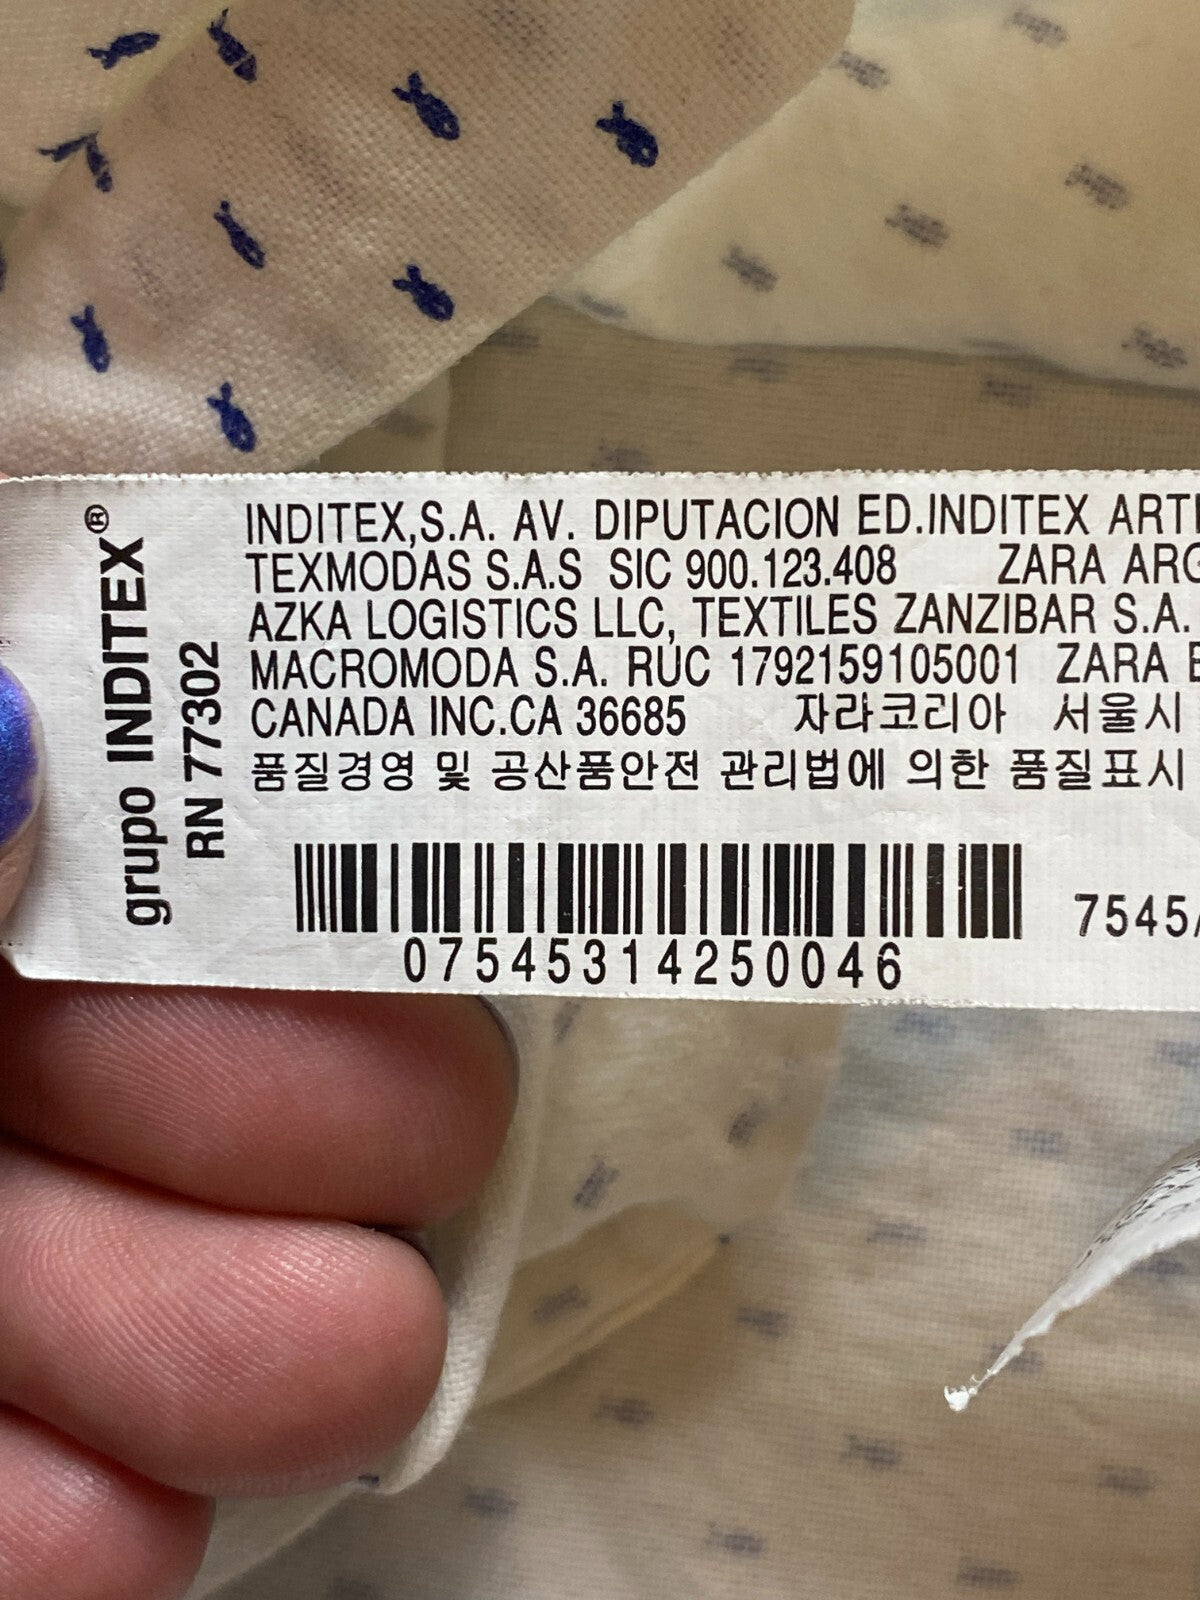 grupo INDITEX®
RN 77302
INDITEX,S.A. AV. DIPUTACION ED.INDITEX
TEXMODAS S.A.S SIC 900.123.408 ZARA
AZKA LOGISTICS LLC, TEXTILES ZANZIBAR S.A.
MACROMODA S.A. RUC 1792159105001 ZARA
CANADA INC.CA 36685 자라코리아 서울시
품질경영 및 공산품안전 관리법에 의한 품질표시
7545/
07545314250046